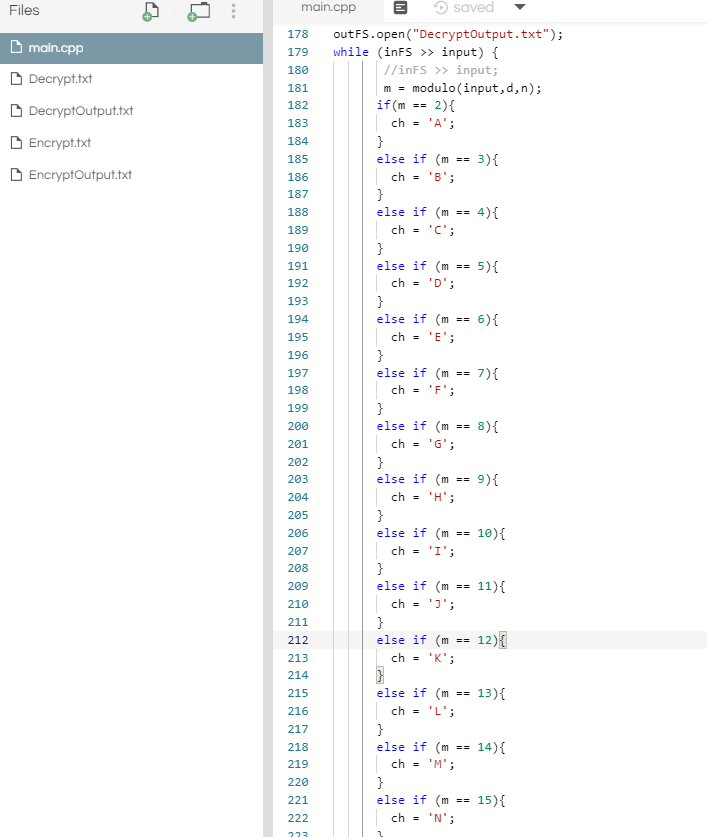 Files
main.cpp
Decrypt.txt
DecryptOutput.txt
Encrypt.txt
EncryptOutput.txt
main.cpp saved
178 outFS.open("DecryptOutput.txt");
179 while (inFS >> input) {
180 //inFS >> input;
181 m = modulo(input,d,n);
182 if(m == 2){
183 ch = 'A';
184 }
185 else if (m == 3){
186 ch = 'B';
187 }
188 else if (m == 4){
189 ch = 'C';
190 }
191 else if (m == 5){
192 ch = 'D';
193 }
194 else if (m == 6){
195 ch = 'E';
196 }
197 else if (m == 7){
198 ch = 'F';
199 }
200 else if (m == 8){
201 ch = 'G';
202 }
203 else if (m == 9){
204 ch = 'H';
205 }
206 else if (m == 10){
207 ch = 'I';
208 }
209 else if (m == 11){
210 ch = 'J';
211 }
212 else if (m == 12){
213 ch = 'K';
214 }
215 else if (m == 13){
216 ch = 'L';
217 }
218 else if (m == 14){
219 ch = 'M';
220 }
221 else if (m == 15){
222 ch = 'N';
223 }